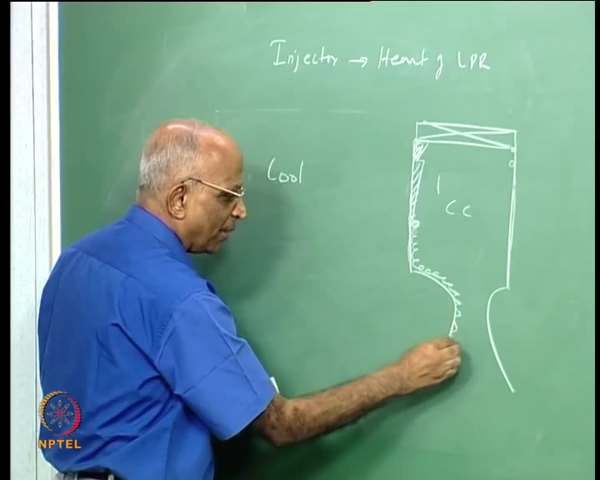 Injector → Heart of LPR
Cool
CC
NPTEL